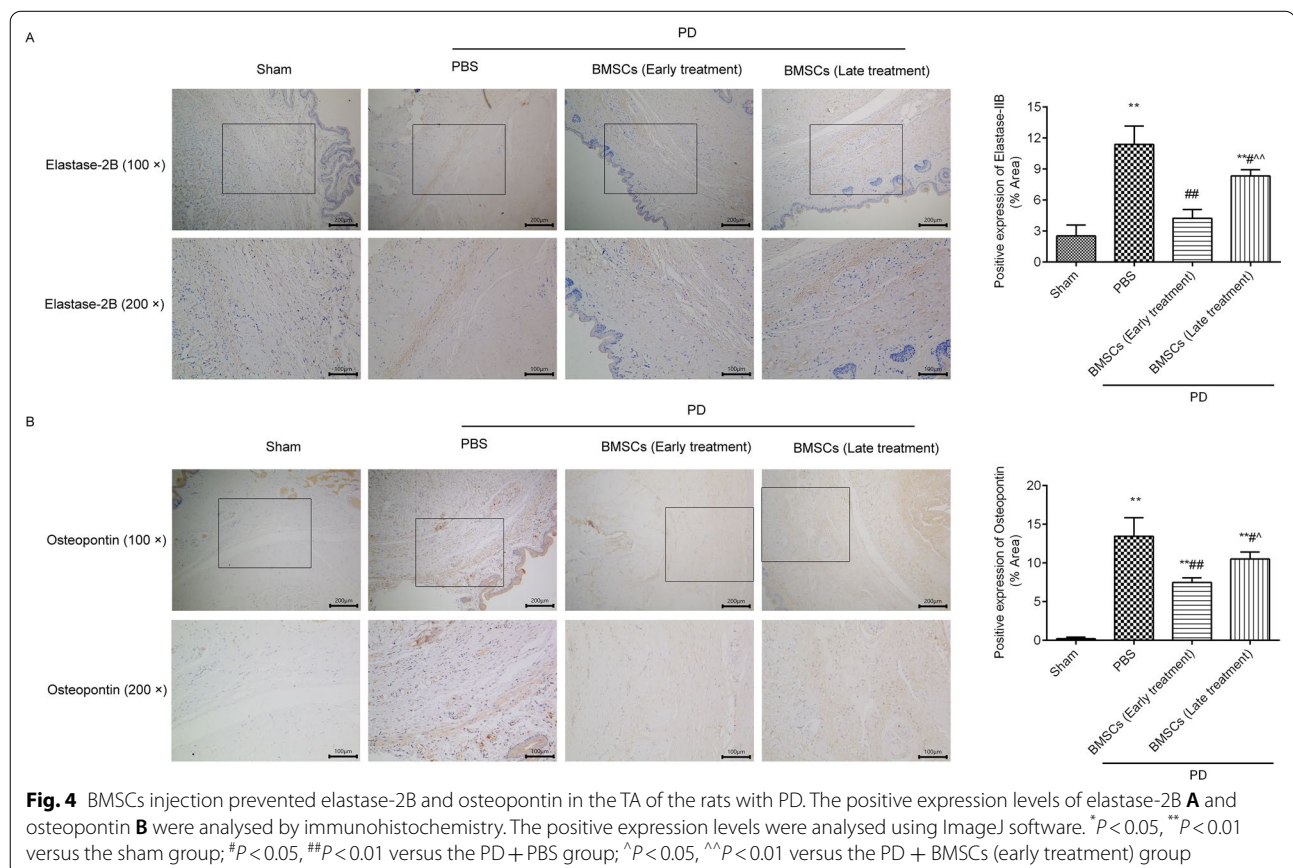 A
PD
Sham
PBS
BMSCs (Early treatment)
BMSCs (Late treatment)
Elastase-2B (100 ×)
200μm
200μm
200μm
200μm
Elastase-2B (200 ×)
100μm
100μm
100μm
100μm
Positive expression of Elastase-IIB
(% Area)
15
12
9
6
3
0
**
##
**#^^
Sham
PBS
BMSCs (Early treatment)
BMSCs (Late treatment)
PD
B
PD
Sham
PBS
BMSCs (Early treatment)
BMSCs (Late treatment)
Osteopontin (100 ×)
200μm
200μm
200μm
200μm
Osteopontin (200 ×)
100μm
100μm
100μm
100μm
Positive expression of Osteopontin
(% Area)
20
15
10
5
0
**
**##
**#^
Sham
PBS
BMSCs (Early treatment)
BMSCs (Late treatment)
PD
Fig. 4 BMSCs injection prevented elastase-2B and osteopontin in the TA of the rats with PD. The positive expression levels of elastase-2B A and
osteopontin B were analysed by immunohistochemistry. The positive expression levels were analysed using ImageJ software. *P < 0.05, **P < 0.01
versus the sham group; #P < 0.05, ##P < 0.01 versus the PD + PBS group; ^P < 0.05, ^^P < 0.01 versus the PD + BMSCs (early treatment) group